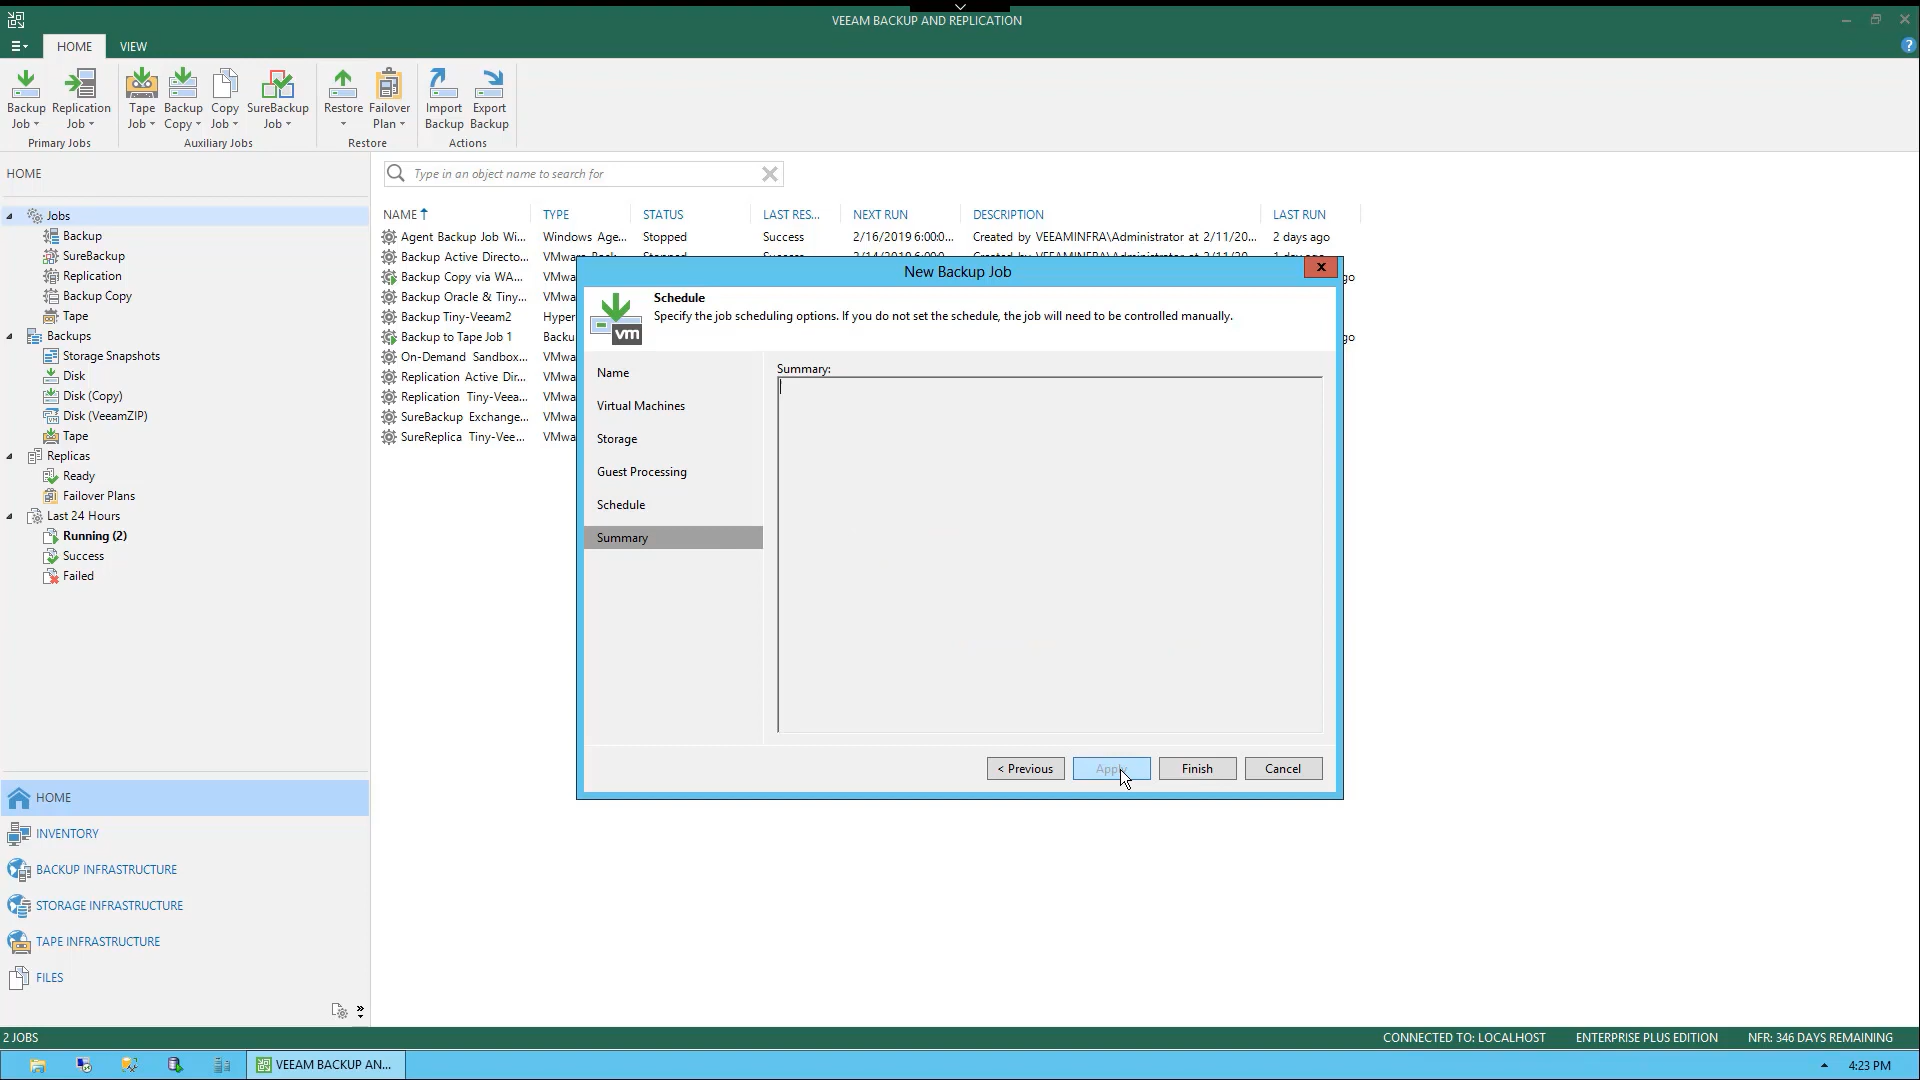 VEEAM BACKUP AND REPLICATION
HOME VIEW
Backup Job
Replication Job
Tape Job
Backup Copy
Copy Job
SureBackup Job
Restore
Failover Plan
Import Backup
Export Backup
Primary Jobs
Auxiliary Jobs
Restore
Actions
HOME
Type in an object name to search for
Jobs
Backup
SureBackup
Replication
Backup Copy
Tape
Backups
Storage Snapshots
Disk
Disk (Copy)
Disk (VeeamZIP)
Tape
Replicas
Ready
Failover Plans
Last 24 Hours
Running (2)
Success
Failed
HOME
INVENTORY
BACKUP INFRASTRUCTURE
STORAGE INFRASTRUCTURE
TAPE INFRASTRUCTURE
FILES
NAME TYPE STATUS LAST RES... NEXT RUN DESCRIPTION LAST RUN
Agent Backup Job Wi... Windows Age... Stopped Success 2/16/2019 6:00:0... Created by VEEAMINFRA\Administrator at 2/11/20... 2 days ago
Backup Active Directo...
Backup Copy via WA... VMwa
Backup Oracle & Tiny... VMwa
Backup Tiny-Veeam2 Hyper
Backup to Tape Job 1 Backu
On-Demand Sandbox... VMwa
Replication Active Dir... VMwa
Replication Tiny-Veea... VMwa
SureBackup Exchange... VMwa
SureReplica Tiny-Vee... VMwa
New Backup Job
Schedule
Specify the job scheduling options. If you do not set the schedule, the job will need to be controlled manually.
Name
Virtual Machines
Storage
Guest Processing
Schedule
Summary
Summary:
< Previous Apply Finish Cancel
2 JOBS
CONNECTED TO: LOCALHOST ENTERPRISE PLUS EDITION NFR: 346 DAYS REMAINING
VEEAM BACKUP AN...
4:23 PM